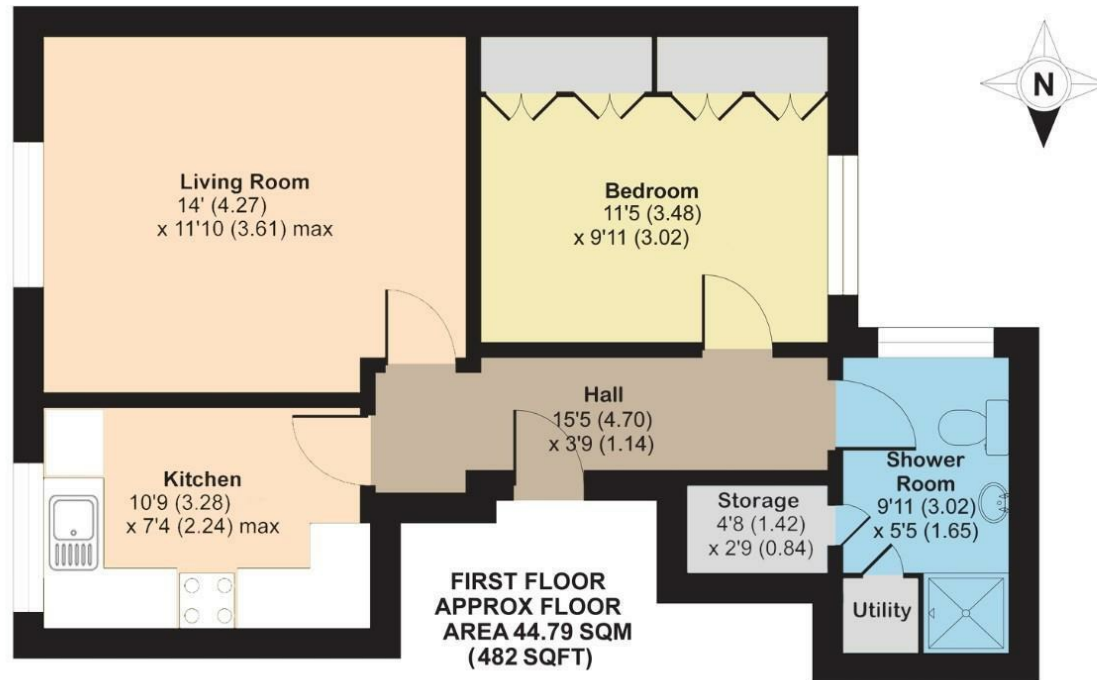 N
Living Room
14' (4.27)
x 11'10 (3.61) max
Bedroom
11'5 (3.48)
x 9'11 (3.02)
Hall
15'5 (4.70)
x 3'9 (1.14)
Kitchen
10'9 (3.28)
x 7'4 (2.24) max
Shower
Room
9'11 (3.02)
x 5'5 (1.65)
Storage
4'8 (1.42)
x 2'9 (0.84)
Utility
FIRST FLOOR
APPROX FLOOR
AREA 44.79 SQM
(482 SQFT)